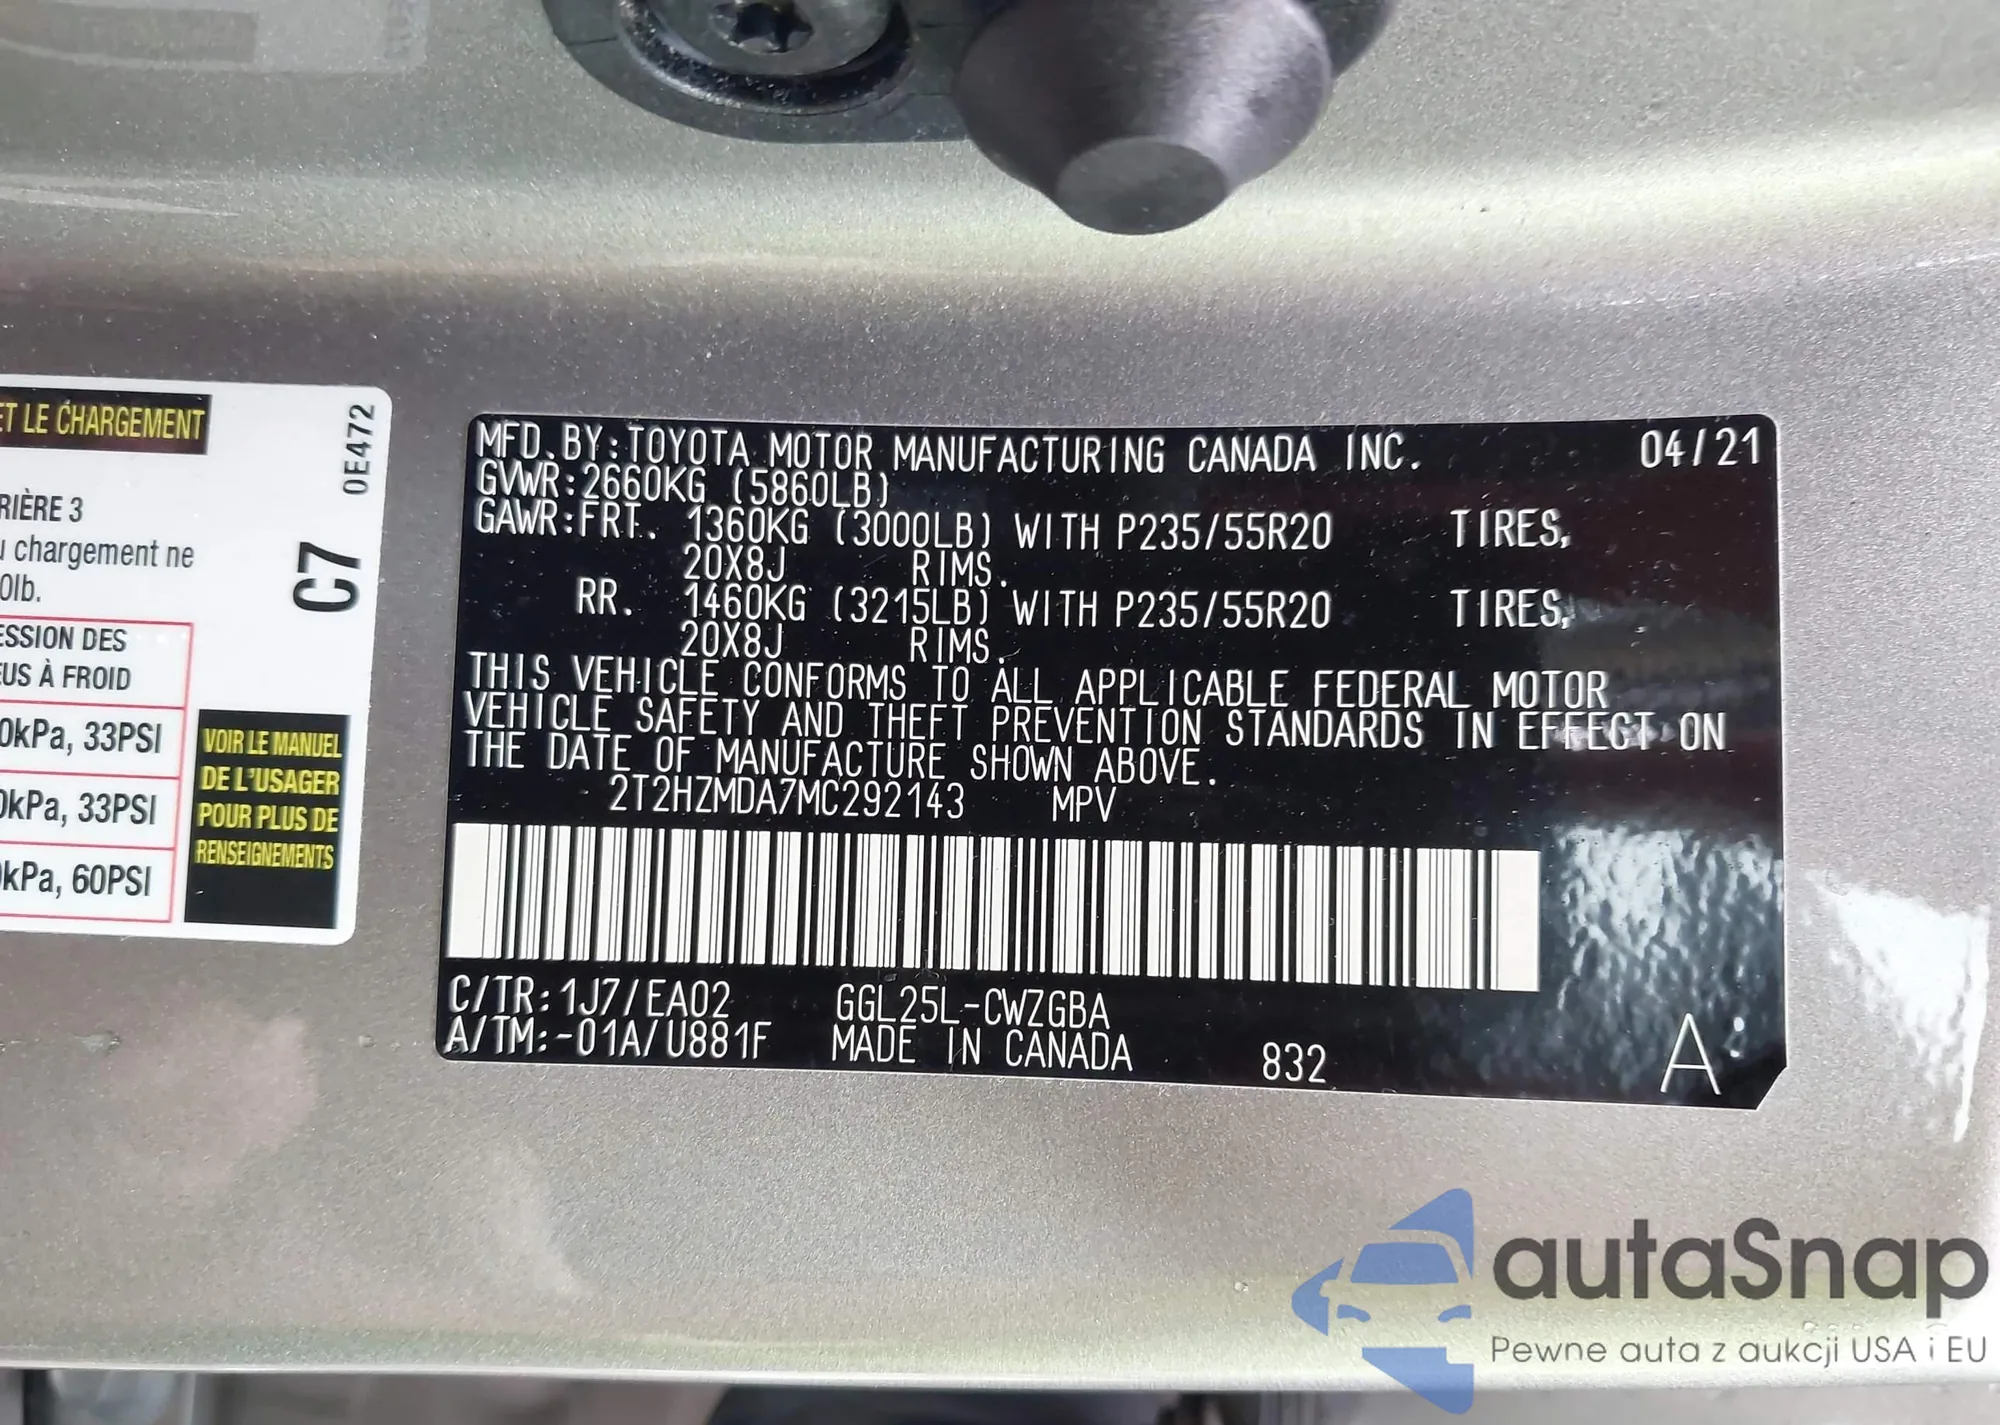 ET LE CHARGEMENT
0E472
RIÈRE 3
chargement ne
0lb.
C7
ESSION DES
EUS À FROID
0kPa, 33PSI
0kPa, 33PSI
kPa, 60PSI
VOIR LE MANUEL
DE L'USAGER
POUR PLUS DE
RENSEIGNEMENTS
MFD.BY:TOYOTA MOTOR MANUFACTURING CANADA INC. 04/21
GVWR:2660KG (5860LB)
GAWR:FRT. 1360KG (3000LB) WITH P235/55R20 TIRES,
20X8J RIMS.
RR. 1460KG (3215LB) WITH P235/55R20 TIRES,
20X8J RIMS.
THIS VEHICLE CONFORMS TO ALL APPLICABLE FEDERAL MOTOR
VEHICLE SAFETY AND THEFT PREVENTION STANDARDS IN EFFECT ON
THE DATE OF MANUFACTURE SHOWN ABOVE.
2T2HZMDA7MC292143 MPV
C/TR:1J7/EA02 GGL25L-CWZGBA
A/TM:-01A/U881F MADE IN CANADA 832 A
autaSnap
Pewne auta z aukcji USA i EU